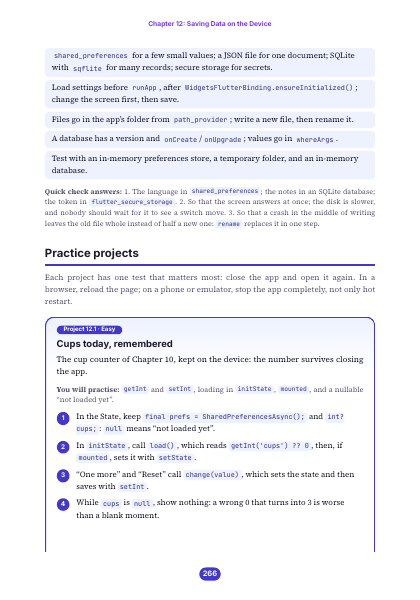 Chapter 12: Saving Data on the Device
shared_preferences for a few small values; a JSON file for one document; SQLite
with sqflite for many records; secure storage for secrets.
Load settings before runApp, after WidgetsFlutterBinding.ensureInitialized();
change the screen first, then save.
Files go in the app's folder from path_provider; write a new file, then rename it.
A database has a version and onCreate/onUpgrade; values go in whereArgs.
Test with an in-memory preferences store, a temporary folder, and an in-memory
database.
Quick check answers: 1. The language in shared_preferences; the notes in an SQLite database;
the token in flutter_secure_storage. 2. So that the screen answers at once; the disk is slower,
and nobody should wait for it to see a switch move. 3. So that a crash in the middle of writing
leaves the old file whole instead of half a new one: rename replaces it in one step.
Practice projects
Each project has one test that matters most: close the app and open it again. In a
browser, reload the page; on a phone or emulator, stop the app completely, not only hot
restart.
Project 12.1 · Easy
Cups today, remembered
The cup counter of Chapter 10, kept on the device: the number survives closing
the app.
You will practise: getInt and setInt, loading in initState, mounted, and a nullable
“not loaded yet”.
1 In the State, keep final prefs = SharedPreferencesAsync(); and int?
cups;: null means “not loaded yet”.
2 In initState, call load(), which reads getInt('cups') ?? 0, then, if
mounted, sets it with setState.
3 “One more” and “Reset” call change(value), which sets the state and then
saves with setInt.
4 While cups is null, show nothing: a wrong 0 that turns into 3 is worse
than a blank moment.
266